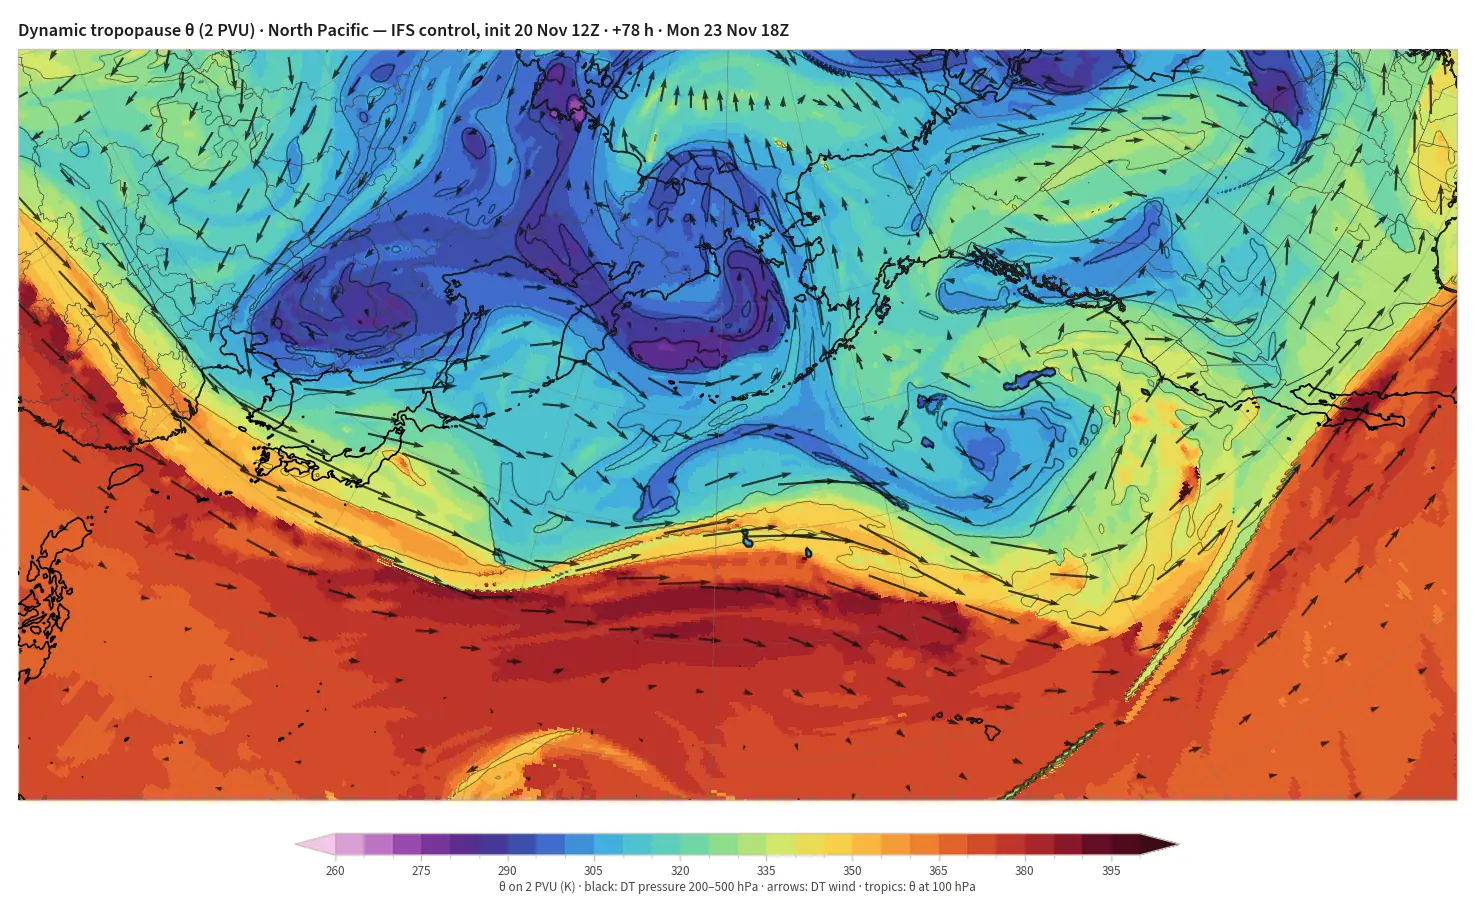 Dynamic tropopause θ (2 PVU) · North Pacific — IFS control, init 20 Nov 12Z · +78 h · Mon 23 Nov 18Z
260 275 290 305 320 335 350 365 380 395
θ on 2 PVU (K) · black: DT pressure 200–500 hPa · arrows: DT wind · tropics: θ at 100 hPa